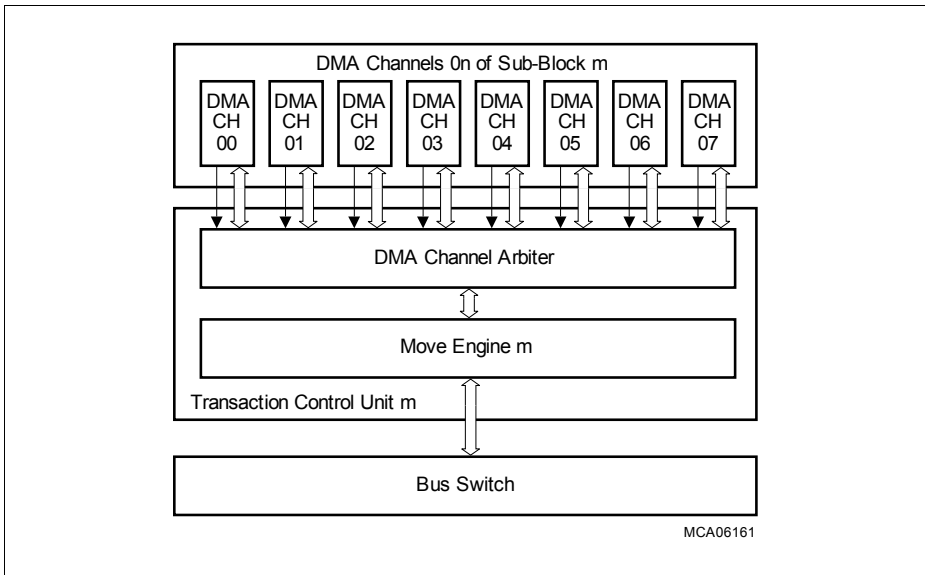 DMA Channels 0n of Sub-Block m
DMA
CH
00
DMA
CH
01
DMA
CH
02
DMA
CH
03
DMA
CH
04
DMA
CH
05
DMA
CH
06
DMA
CH
07
DMA Channel Arbiter
Move Engine m
Transaction Control Unit m
Bus Switch
MCA06161